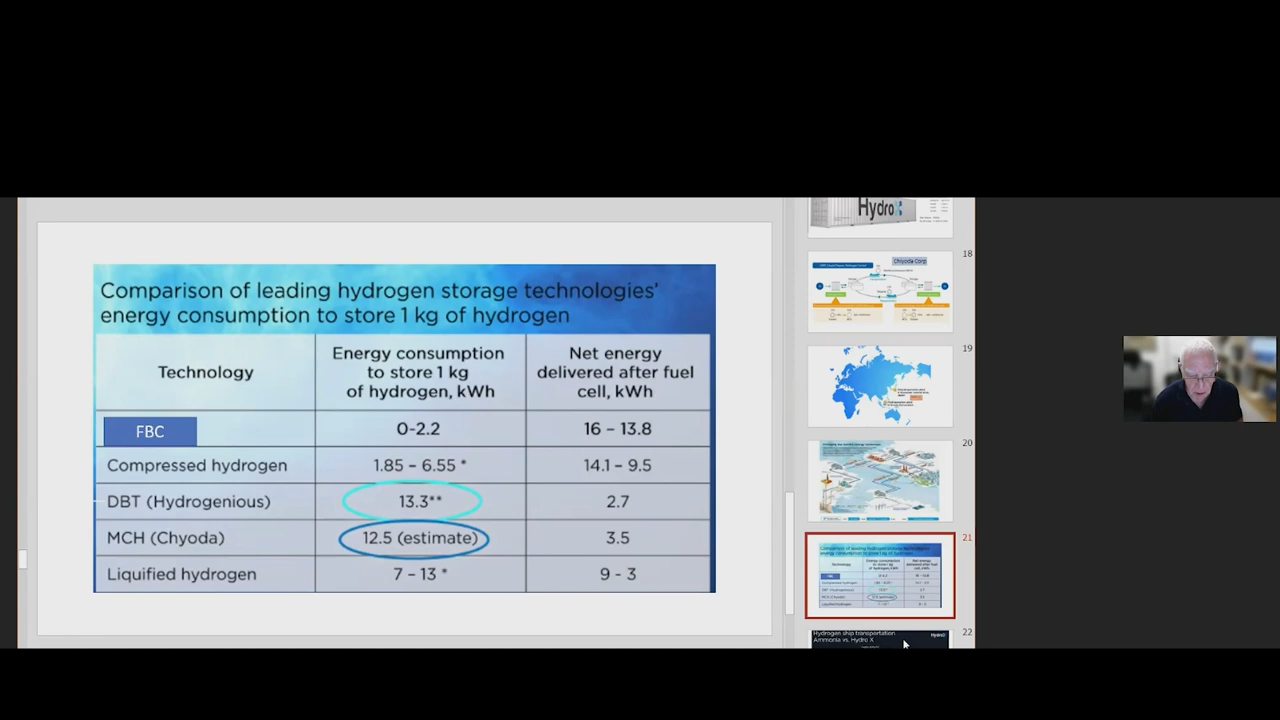 Comparison of leading hydrogen storage technologies'
energy consumption to store 1 kg of hydrogen
Technology
Energy consumption
to store 1 kg
of hydrogen, kWh
Net energy
delivered after fuel
cell, kWh
FBC
0-2.2
16 – 13.8
Compressed hydrogen
1.85 – 6.55 *
14.1 – 9.5
DBT (Hydrogenious)
13.3**
2.7
MCH (Chyoda)
12.5 (estimate)
3.5
Liquified hydrogen
7 – 13 *
9 - 3
Hydro
18
Chiyoda Corp
19
20
21
22
Hydrogen ship transportation
Ammonia vs. Hydro X